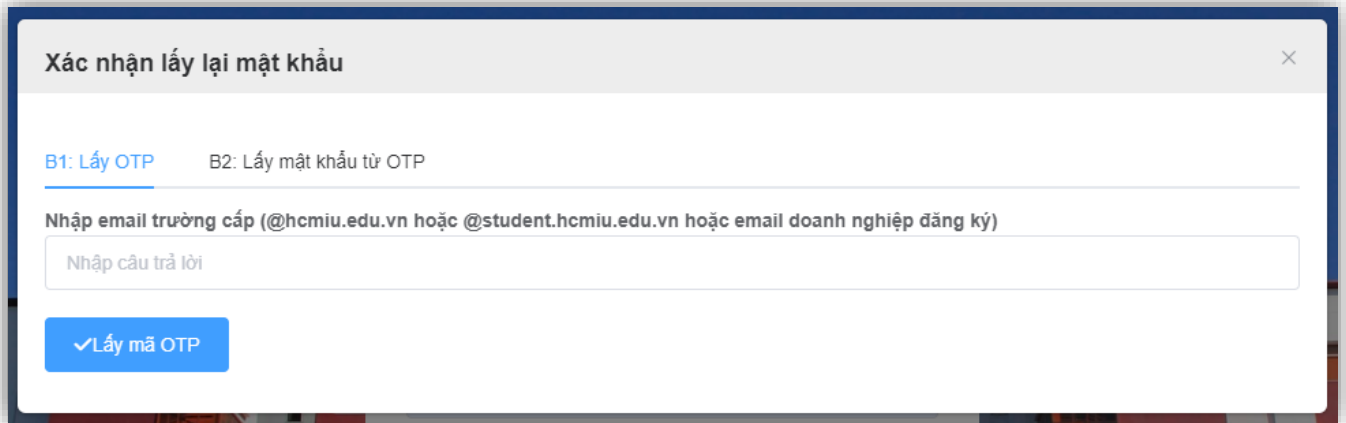 Xác nhận lấy lại mật khẩu
B1: Lấy OTP B2: Lấy mật khẩu từ OTP
Nhập email trường cấp (@hcmiu.edu.vn hoặc @student.hcmiu.edu.vn hoặc email doanh nghiệp đăng ký)
Nhập câu trả lời
Lấy mã OTP